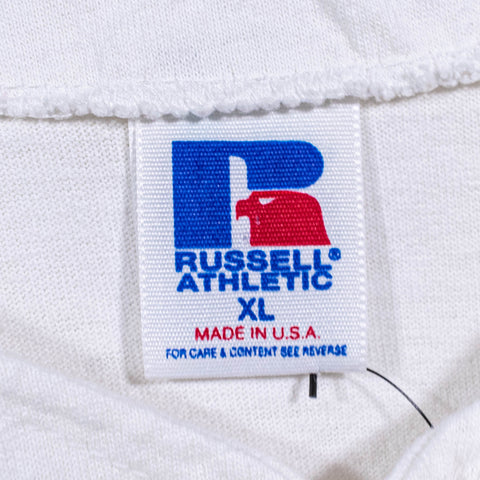 RUSSELL®
ATHLETIC
XL
MADE IN U.S.A.
FOR CARE & CONTENT SEE REVERSE